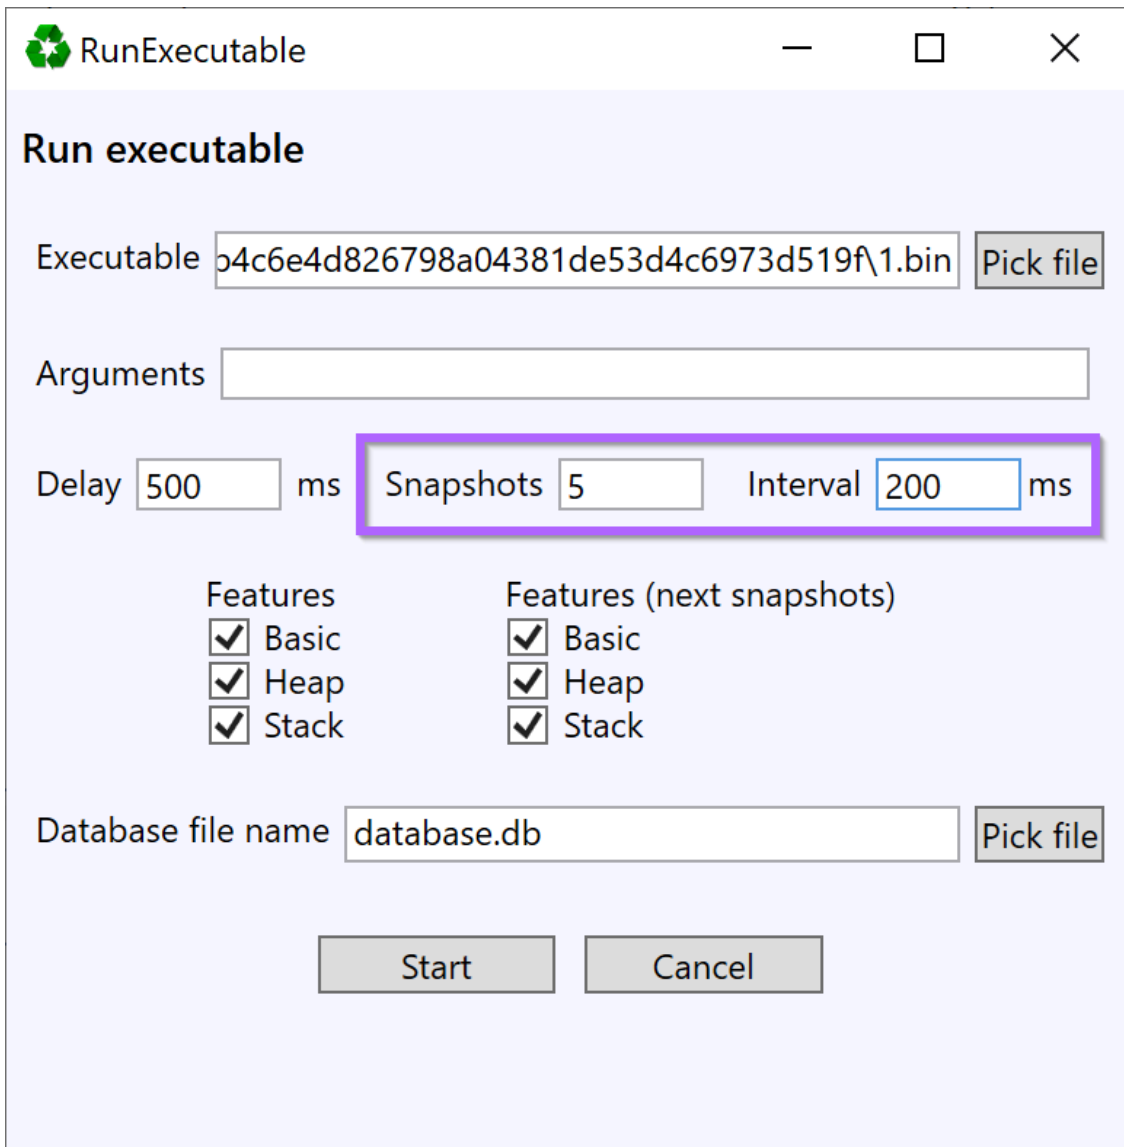 RunExecutable
Run executable
Executable b4c6e4d826798a04381de53d4c6973d519f\1.bin Pick file
Arguments
Delay 500 ms Snapshots 5 Interval 200 ms
Features Features (next snapshots)
Basic Basic
Heap Heap
Stack Stack
Database file name database.db Pick file
Start Cancel